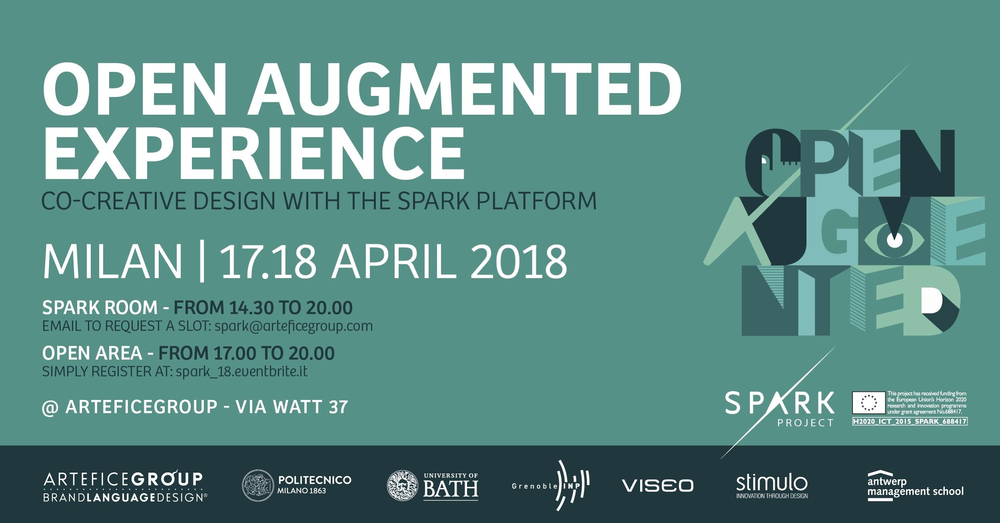 OPEN AUGMENTED
EXPERIENCE
CO-CREATIVE DESIGN WITH THE SPARK PLATFORM
MILAN | 17.18 APRIL 2018
SPARK ROOM - FROM 14.30 TO 20.00
EMAIL TO REQUEST A SLOT: spark@arteficegroup.com
OPEN AREA - FROM 17.00 TO 20.00
SIMPLY REGISTER AT: spark_18.eventbrite.it
@ ARTEFICEGROUP - VIA WATT 37
OPEN
AUGME
NTED
SPARK
PROJECT
This project has received funding from
the European Union's Horizon 2020
research and innovation programme
under grant agreement No.688417.
H2020_ICT_2015_SPARK_688417
ARTEFICEGROUP
BRANDLANGUAGEDESIGN®
POLITECNICO
MILANO 1863
UNIVERSITY OF
BATH
Grenoble INP
VISEO
stimulo
INNOVATION THROUGH DESIGN
antwerp
management school